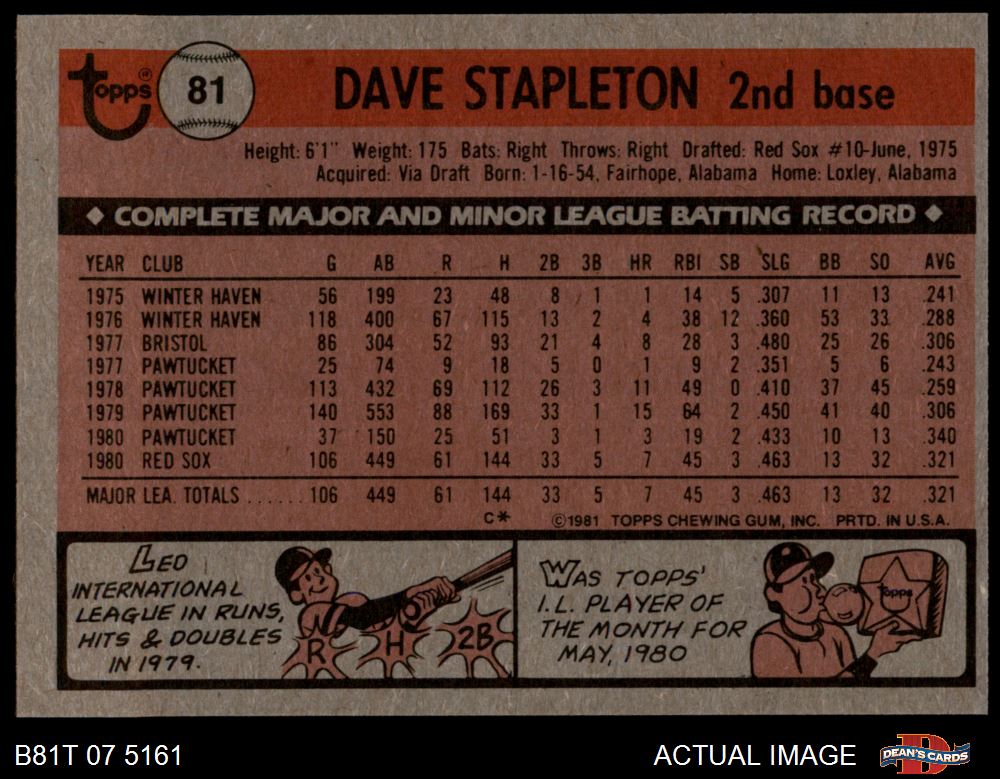 Topps® 81 DAVE STAPLETON 2nd base
Height: 6'1" Weight: 175 Bats: Right Throws: Right Drafted: Red Sox #10-June, 1975
Acquired: Via Draft Born: 1-16-54, Fairhope, Alabama Home: Loxley, Alabama
◆ COMPLETE MAJOR AND MINOR LEAGUE BATTING RECORD ◆
YEAR CLUB G AB R H 2B 3B HR RBI SB SLG BB SO AVG
1975 WINTER HAVEN 56 199 23 48 8 1 1 14 5 .307 11 13 .241
1976 WINTER HAVEN 118 400 67 115 13 2 4 38 12 .360 53 33 .288
1977 BRISTOL 86 304 52 93 21 4 8 28 3 .480 25 26 .306
1977 PAWTUCKET 25 74 9 18 5 0 1 9 2 .351 5 6 .243
1978 PAWTUCKET 113 432 69 112 26 3 11 49 0 .410 37 45 .259
1979 PAWTUCKET 140 553 88 169 33 1 15 64 2 .450 41 40 .306
1980 PAWTUCKET 37 150 25 51 3 1 3 19 2 .433 10 13 .340
1980 RED SOX 106 449 61 144 33 5 7 45 3 .463 13 32 .321
MAJOR LEA. TOTALS ...... 106 449 61 144 33 5 7 45 3 .463 13 32 .321
C* ©1981 TOPPS CHEWING GUM, INC. PRTD. IN U.S.A.
LED
INTERNATIONAL
LEAGUE IN RUNS,
HITS & DOUBLES
IN 1979.
R H 2B
WAS TOPPS'
I.L. PLAYER OF
THE MONTH FOR
MAY, 1980
Topps
B81T 07 5161 ACTUAL IMAGE DEAN'S CARDS